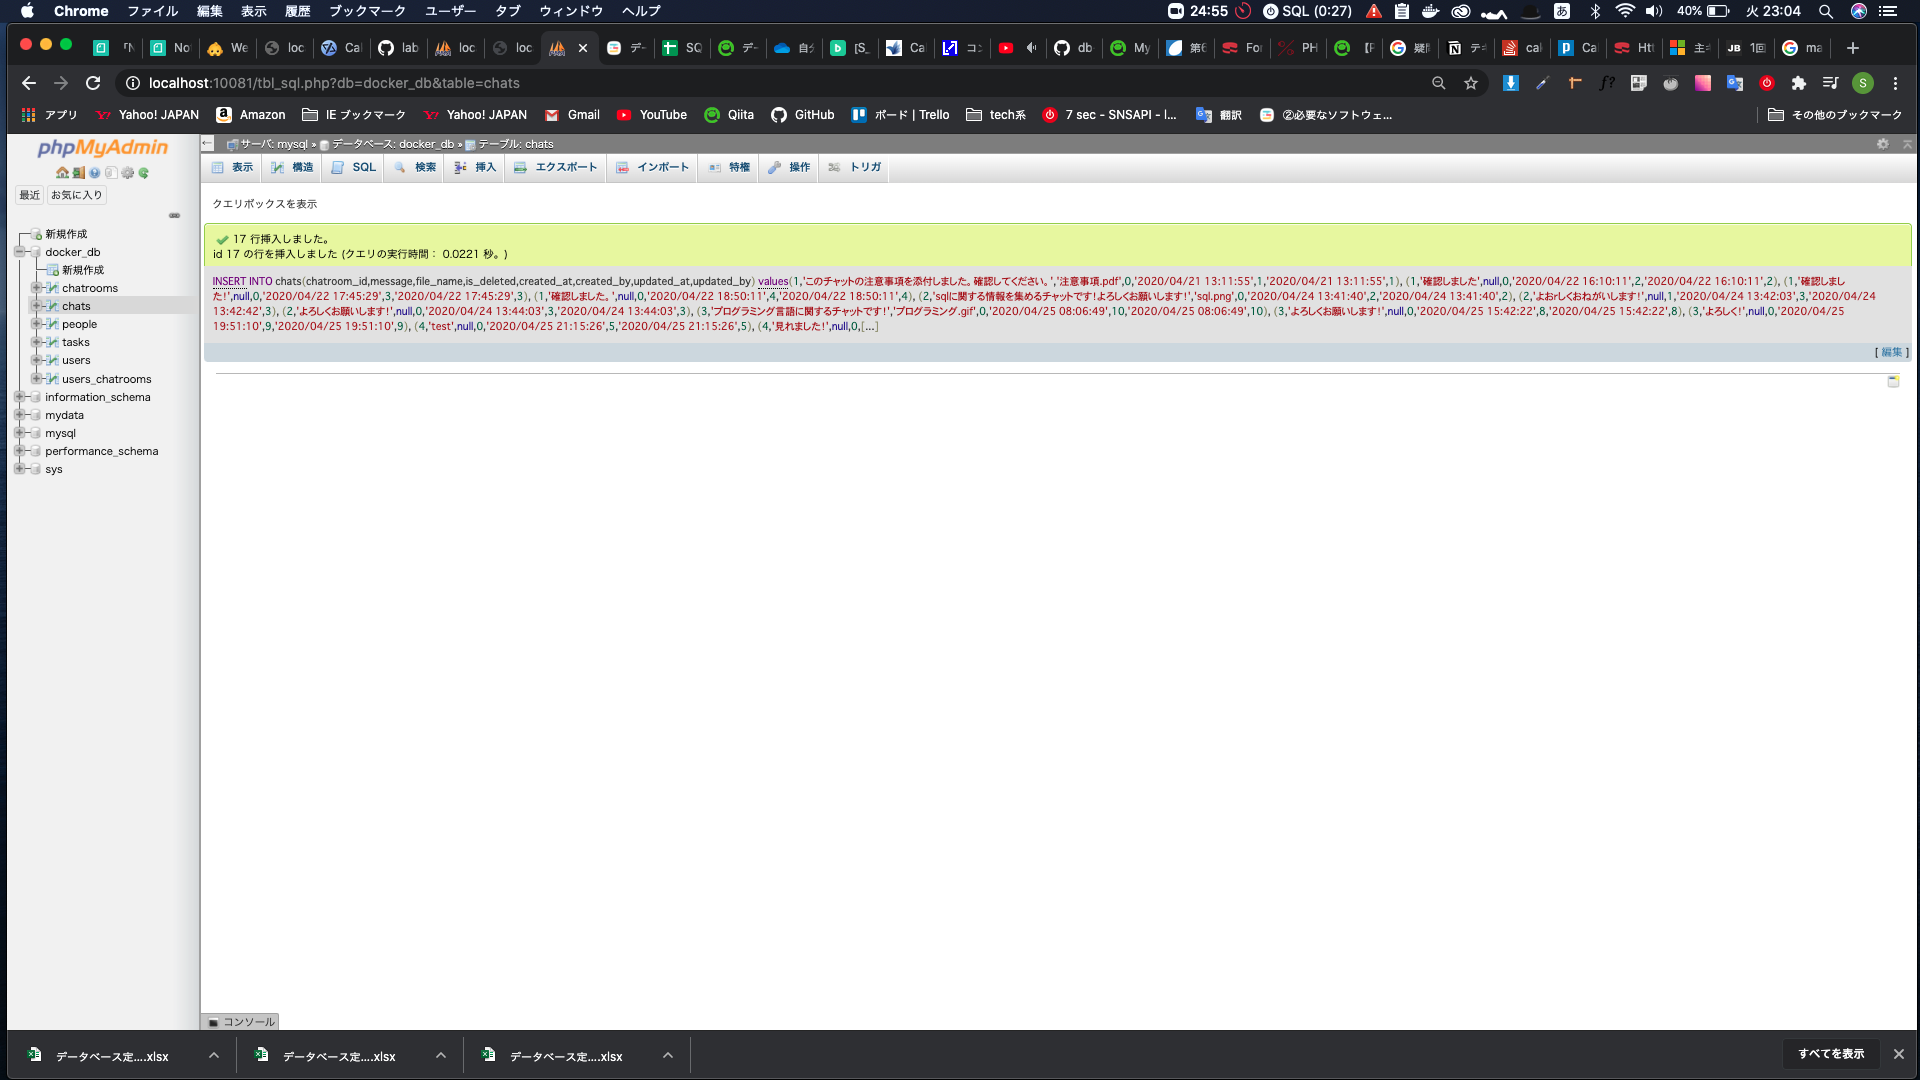 Chrome ファイル 編集 表示 履歴 ブックマーク ユーザー タブ ウィンドウ ヘルプ 24:55 SQL (0:27) あ 40% 火 23:04
「N No We loc Cal lab loc loc デー SQ デー 自分 [S_ Ca コン db My 第6 For PH 【P 疑問 テキ cak Ca Htt 主キ JB 1回 ma
localhost:10081/tbl_sql.php?db=docker_db&table=chats S
アプリ Yahoo! JAPAN Amazon IE ブックマーク Yahoo! JAPAN Gmail YouTube Qiita GitHub ボード | Trello tech系 7 sec - SNSAPI - I... 翻訳 ②必要なソフトウェ... その他のブックマーク
phpMyAdmin
最近 お気に入り
新規作成
docker_db
新規作成
chatrooms
chats
people
tasks
users
users_chatrooms
information_schema
mydata
mysql
performance_schema
sys
サーバ: mysql » データベース: docker_db » テーブル: chats
表示 構造 SQL 検索 挿入 エクスポート インポート 特権 操作 トリガ
クエリボックスを表示
17 行挿入しました。
id 17 の行を挿入しました (クエリの実行時間： 0.0221 秒。)
INSERT INTO chats(chatroom_id,message,file_name,is_deleted,created_at,created_by,updated_at,updated_by) values(1,'このチャットの注意事項を添付しました。確認してください。','注意事項.pdf',0,'2020/04/21 13:11:55',1,'2020/04/21 13:11:55',1), (1,'確認しました',null,0,'2020/04/22 16:10:11',2,'2020/04/22 16:10:11',2), (1,'確認しまし
た!',null,0,'2020/04/22 17:45:29',3,'2020/04/22 17:45:29',3), (1,'確認しました。',null,0,'2020/04/22 18:50:11',4,'2020/04/22 18:50:11',4), (2,'sqlに関する情報を集めるチャットです!よろしくお願いします!','sql.png',0,'2020/04/24 13:41:40',2,'2020/04/24 13:41:40',2), (2,'よおrしくおねがいします!',null,1,'2020/04/24 13:42:03',3,'2020/04/24
13:42:42',3), (2,'よろしくお願いします!',null,0,'2020/04/24 13:44:03',3,'2020/04/24 13:44:03',3), (3,'プログラミング言語に関するチャットです!','プログラミング.gif',0,'2020/04/25 08:06:49',10,'2020/04/25 08:06:49',10), (3,'よろしくお願いします!',null,0,'2020/04/25 15:42:22',8,'2020/04/25 15:42:22',8), (3,'よろしく!',null,0,'2020/04/25
19:51:10',9,'2020/04/25 19:51:10',9), (4,'test',null,0,'2020/04/25 21:15:26',5,'2020/04/25 21:15:26',5), (4,'見れました!',null,0,[...]
[ 編集 ]
コンソール
データベース定....xlsx データベース定....xlsx データベース定....xlsx すべてを表示